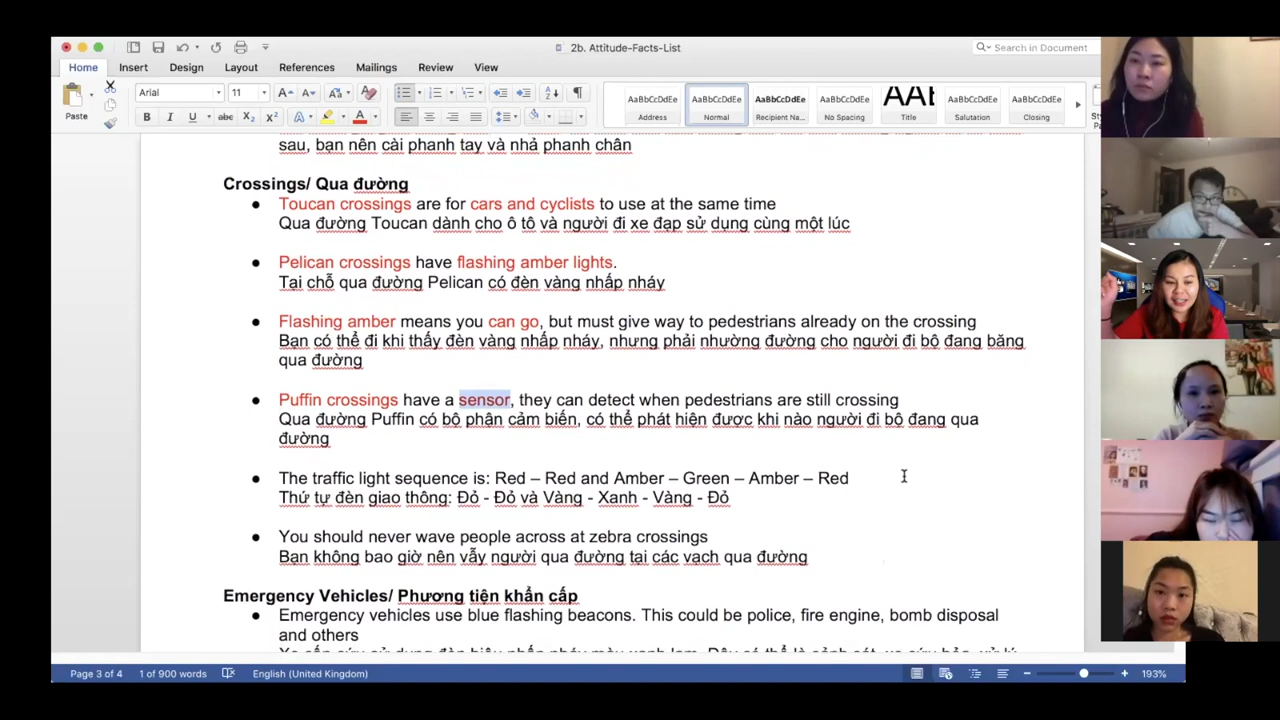 2b. Attitude-Facts-List
Search in Document
Home Insert Design Layout References Mailings Review View
Paste
Arial 11
AaBbCcDdEe AaBbCcDdEe AaBbCcDdEe AaBbCcDdEe AaBbCcDdEe AaBbCcDdEe
Address Normal Recipient N... No Spacing Title Salutation Closing
sau, bạn nên cài phanh tay và nhả phanh chân
Crossings/ Qua đường
Toucan crossings are for cars and cyclists to use at the same time
Qua đường Toucan dành cho ô tô và người đi xe đạp sử dụng cùng một lúc
Pelican crossings have flashing amber lights.
Tại chỗ qua đường Pelican có đèn vàng nhấp nháy
Flashing amber means you can go, but must give way to pedestrians already on the crossing
Bạn có thể đi khi thấy đèn vàng nhấp nháy, nhưng phải nhường đường cho người đi bộ đang băng
qua đường
Puffin crossings have a sensor, they can detect when pedestrians are still crossing
Qua đường Puffin có bộ phận cảm biến, có thể phát hiện được khi nào người đi bộ đang qua
đường
The traffic light sequence is: Red – Red and Amber – Green – Amber – Red
Thứ tự đèn giao thông: Đỏ - Đỏ và Vàng - Xanh - Vàng - Đỏ
You should never wave people across at zebra crossings
Bạn không bao giờ nên vẫy người qua đường tại các vạch qua đường
Emergency Vehicles/ Phương tiện khẩn cấp
Emergency vehicles use blue flashing beacons. This could be police, fire engine, bomb disposal
and others
Page 3 of 4 1 of 900 words English (United Kingdom) 193%